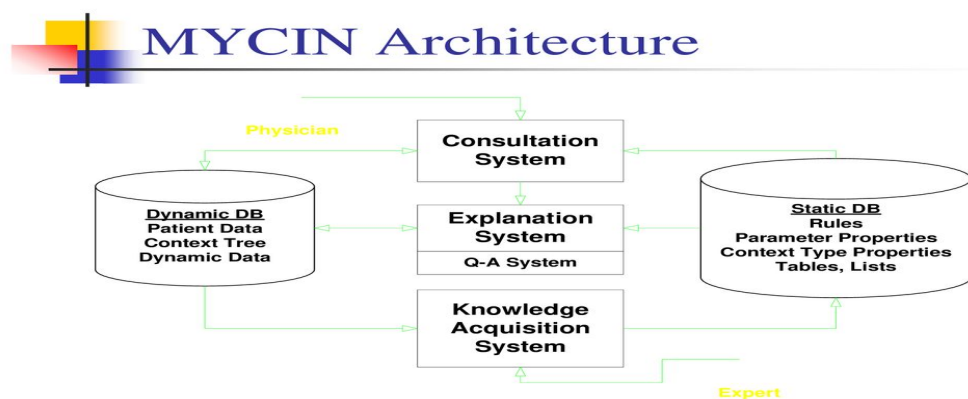 MYCIN Architecture
Physician
Consultation
System
Dynamic DB
Patient Data
Context Tree
Dynamic Data
Explanation
System
Q-A System
Static DB
Rules
Parameter Properties
Context Type Properties
Tables, Lists
Knowledge
Acquisition
System
Expert